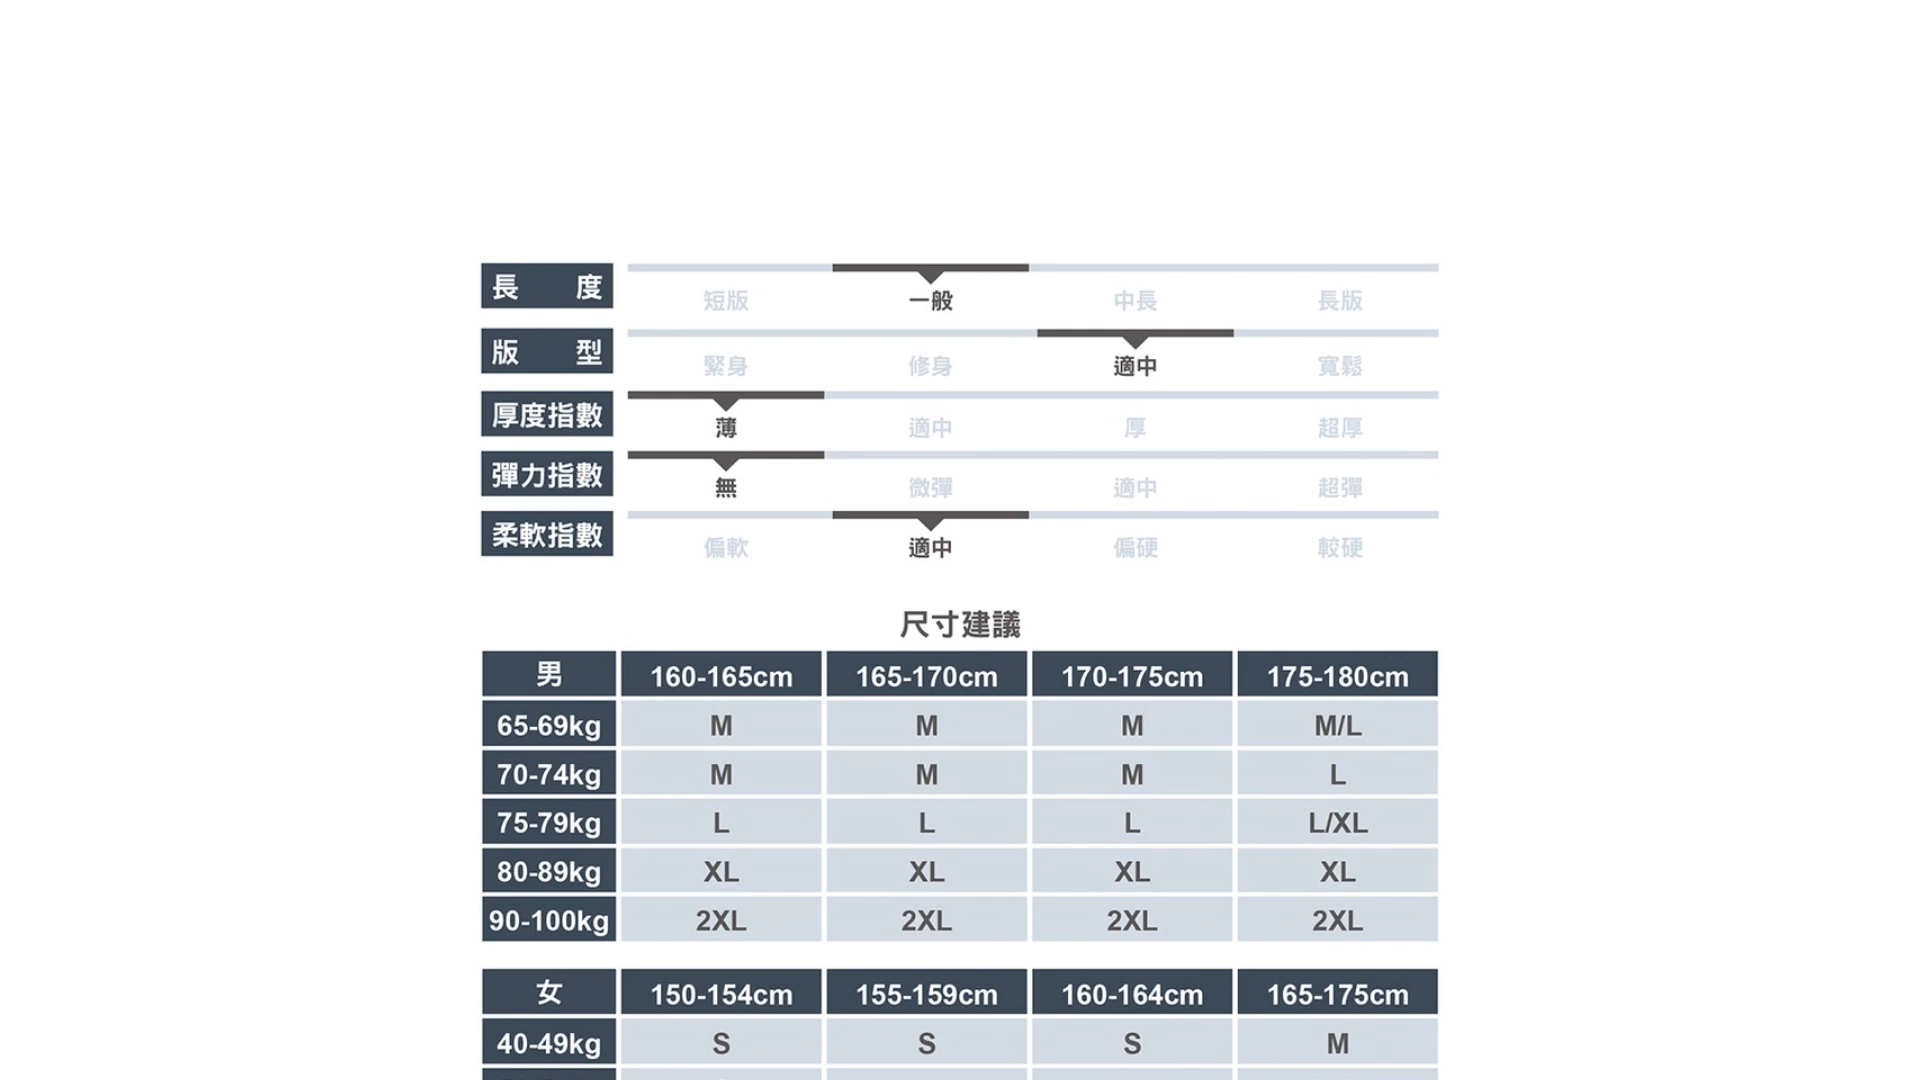 長度
短版 一般 中長 長版
版型
緊身 修身 適中 寬鬆
厚度指數
薄 適中 厚 超厚
彈力指數
無 微彈 適中 超彈
柔軟指數
偏軟 適中 偏硬 較硬
尺寸建議
男 160-165cm 165-170cm 170-175cm 175-180cm
65-69kg M M M M/L
70-74kg M M M L
75-79kg L L L L/XL
80-89kg XL XL XL XL
90-100kg 2XL 2XL 2XL 2XL
女 150-154cm 155-159cm 160-164cm 165-175cm
40-49kg S S S M